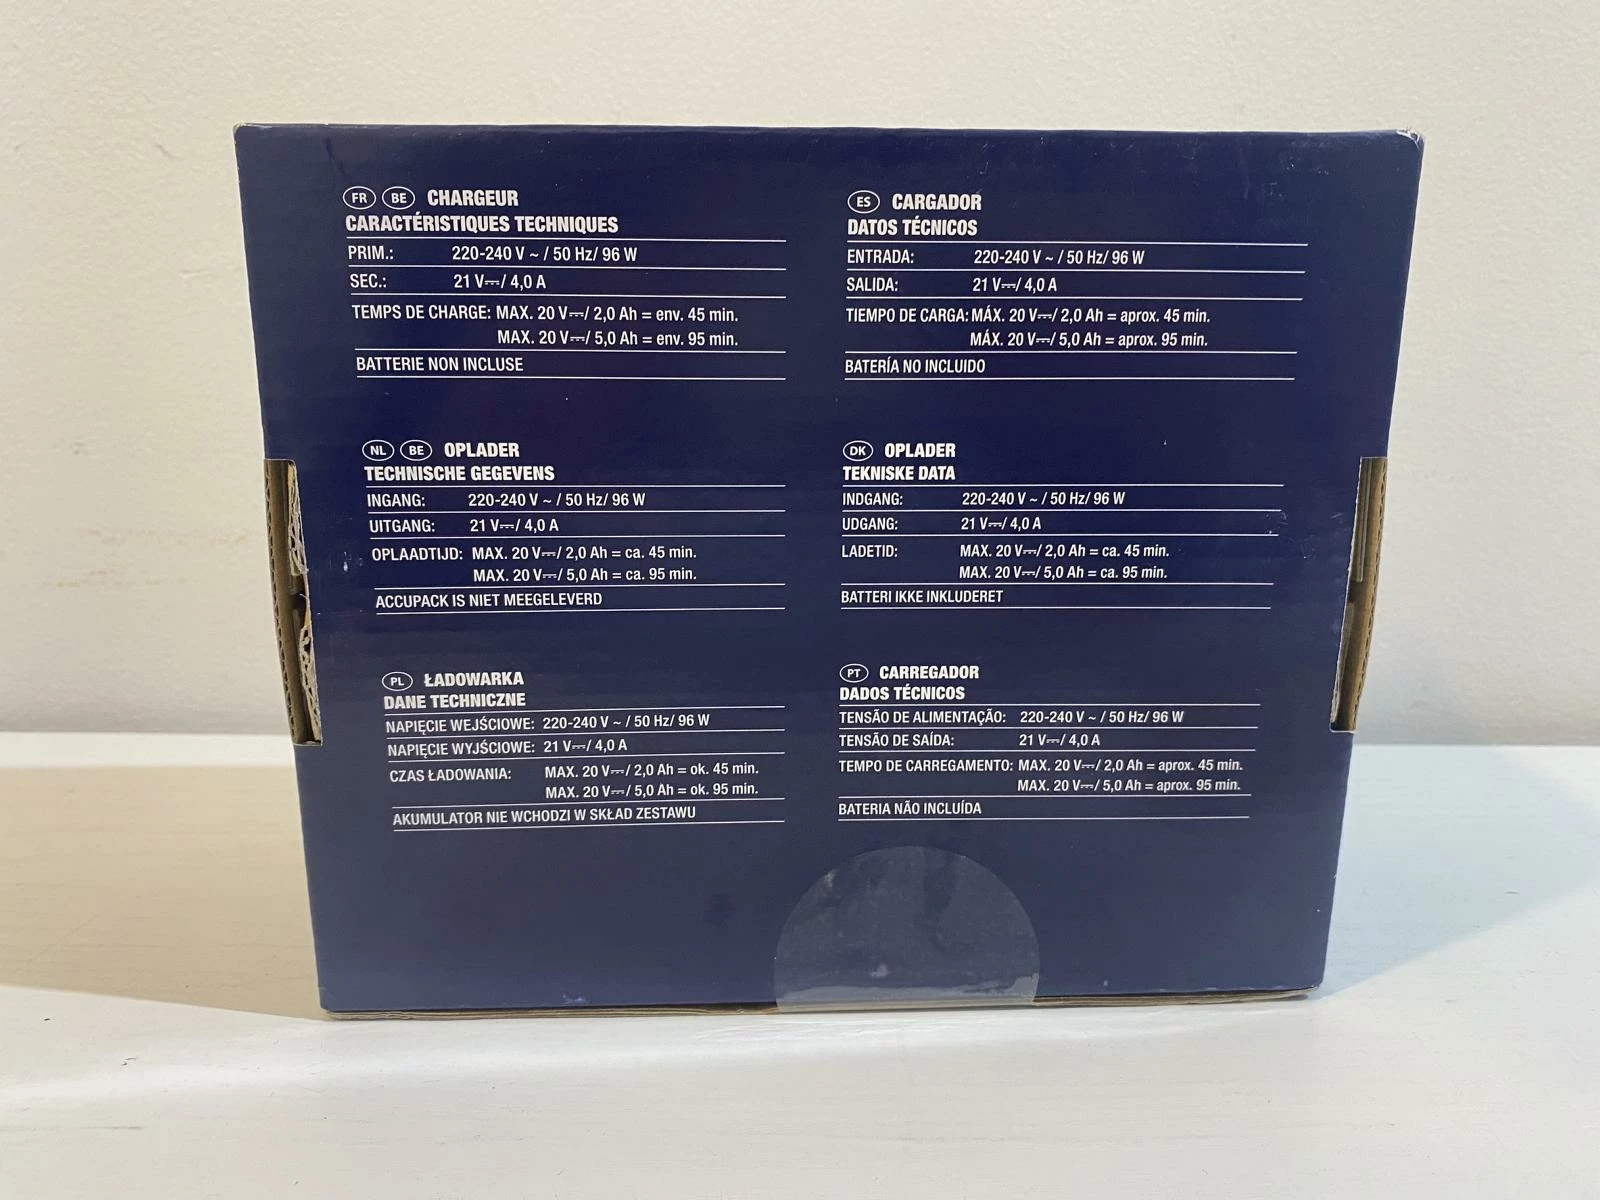 FR BE CHARGEUR
CARACTÉRISTIQUES TECHNIQUES
PRIM.: 220-240 V ~ / 50 Hz/ 96 W
SEC.: 21 V⎓/ 4,0 A
TEMPS DE CHARGE: MAX. 20 V⎓/ 2,0 Ah = env. 45 min.
MAX. 20 V⎓/ 5,0 Ah = env. 95 min.
BATTERIE NON INCLUSE
ES CARGADOR
DATOS TÉCNICOS
ENTRADA: 220-240 V ~ / 50 Hz/ 96 W
SALIDA: 21 V⎓/ 4,0 A
TIEMPO DE CARGA: MÁX. 20 V⎓/ 2,0 Ah = aprox. 45 min.
MÁX. 20 V⎓/ 5,0 Ah = aprox. 95 min.
BATERÍA NO INCLUIDO
NL BE OPLADER
TECHNISCHE GEGEVENS
INGANG: 220-240 V ~ / 50 Hz/ 96 W
UITGANG: 21 V⎓/ 4,0 A
OPLAADTIJD: MAX. 20 V⎓/ 2,0 Ah = ca. 45 min.
MAX. 20 V⎓/ 5,0 Ah = ca. 95 min.
ACCUPACK IS NIET MEEGELEVERD
DK OPLADER
TEKNISKE DATA
INDGANG: 220-240 V ~ / 50 Hz/ 96 W
UDGANG: 21 V⎓/ 4,0 A
LADETID: MAX. 20 V⎓/ 2,0 Ah = ca. 45 min.
MAX. 20 V⎓/ 5,0 Ah = ca. 95 min.
BATTERI IKKE INKLUDERET
PL ŁADOWARKA
DANE TECHNICZNE
NAPIĘCIE WEJŚCIOWE: 220-240 V ~ / 50 Hz/ 96 W
NAPIĘCIE WYJŚCIOWE: 21 V⎓/ 4,0 A
CZAS ŁADOWANIA: MAX. 20 V⎓/ 2,0 Ah = ok. 45 min.
MAX. 20 V⎓/ 5,0 Ah = ok. 95 min.
AKUMULATOR NIE WCHODZI W SKŁAD ZESTAWU
PT CARREGADOR
DADOS TÉCNICOS
TENSÃO DE ALIMENTAÇÃO: 220-240 V ~ / 50 Hz/ 96 W
TENSÃO DE SAÍDA: 21 V⎓/ 4,0 A
TEMPO DE CARREGAMENTO: MAX. 20 V⎓/ 2,0 Ah = aprox. 45 min.
MAX. 20 V⎓/ 5,0 Ah = aprox. 95 min.
BATERIA NÃO INCLUÍDA